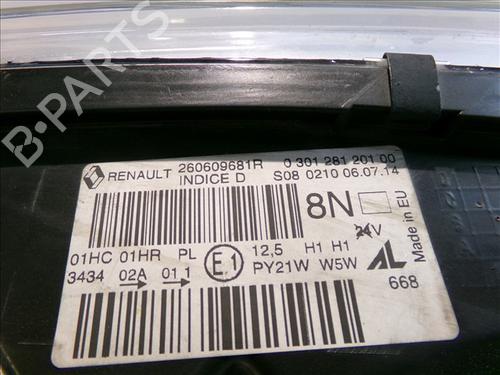 B-PARTS
RENAULT 260609681R 0 301 281 201 00
INDICE D S08 0210 06.07.14
8N
24V
Made in EU
01HC 01HR PL E1 12,5 H1 H1
3434 02A 01 1 PY21W W5W AL
668